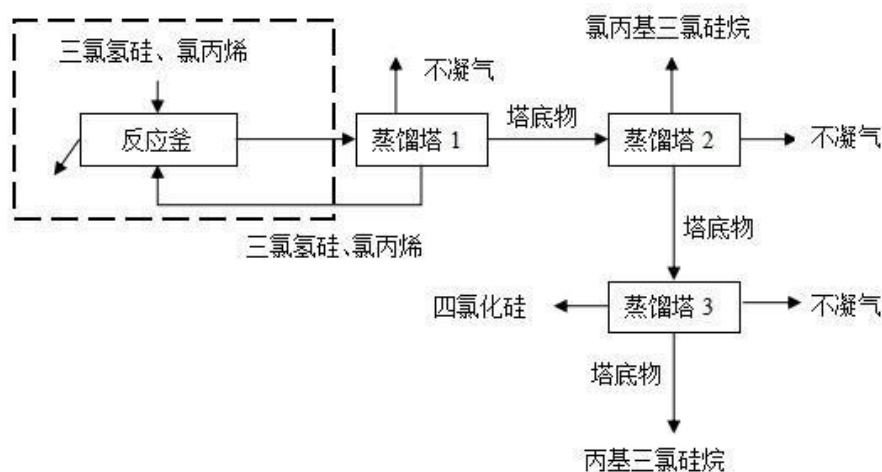 氯丙基三氯硅烷
三氯氢硅、氯丙烯
不凝气
反应釜
蒸馏塔 1
塔底物
蒸馏塔 2
不凝气
三氯氢硅、氯丙烯
塔底物
四氯化硅
蒸馏塔 3
不凝气
塔底物
丙基三氯硅烷